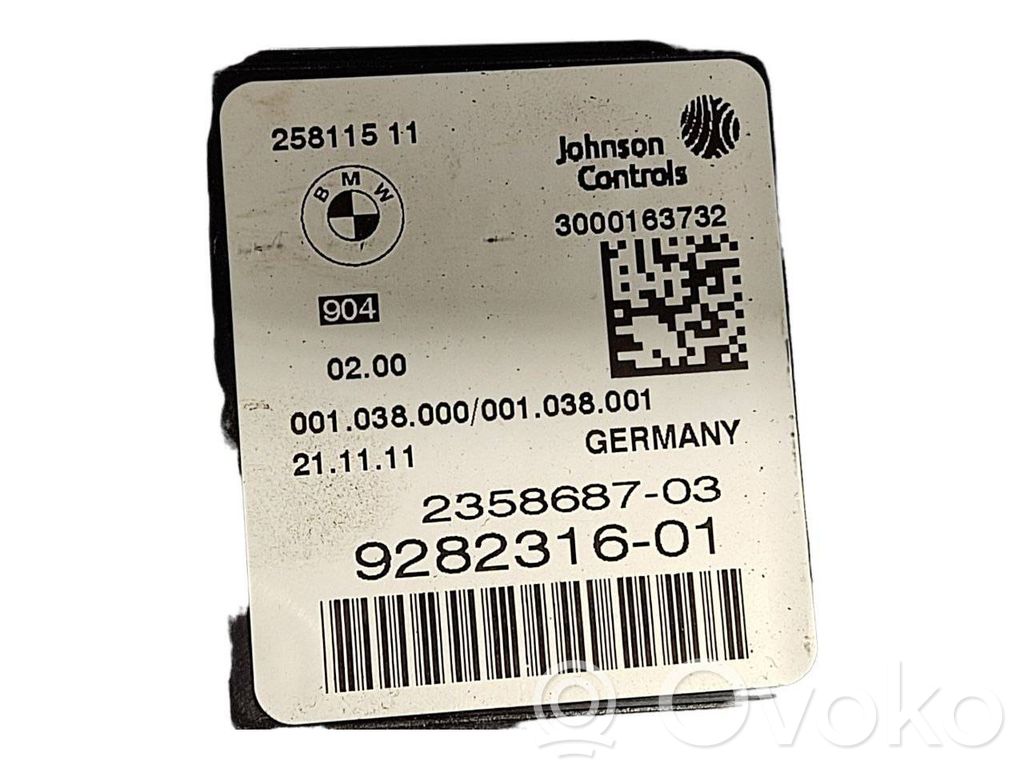 258115 11
Johnson
Controls
BMW
3000163732
904
02.00
001.038.000/001.038.001
21.11.11
GERMANY
2358687-03
9282316-01
Ovoko